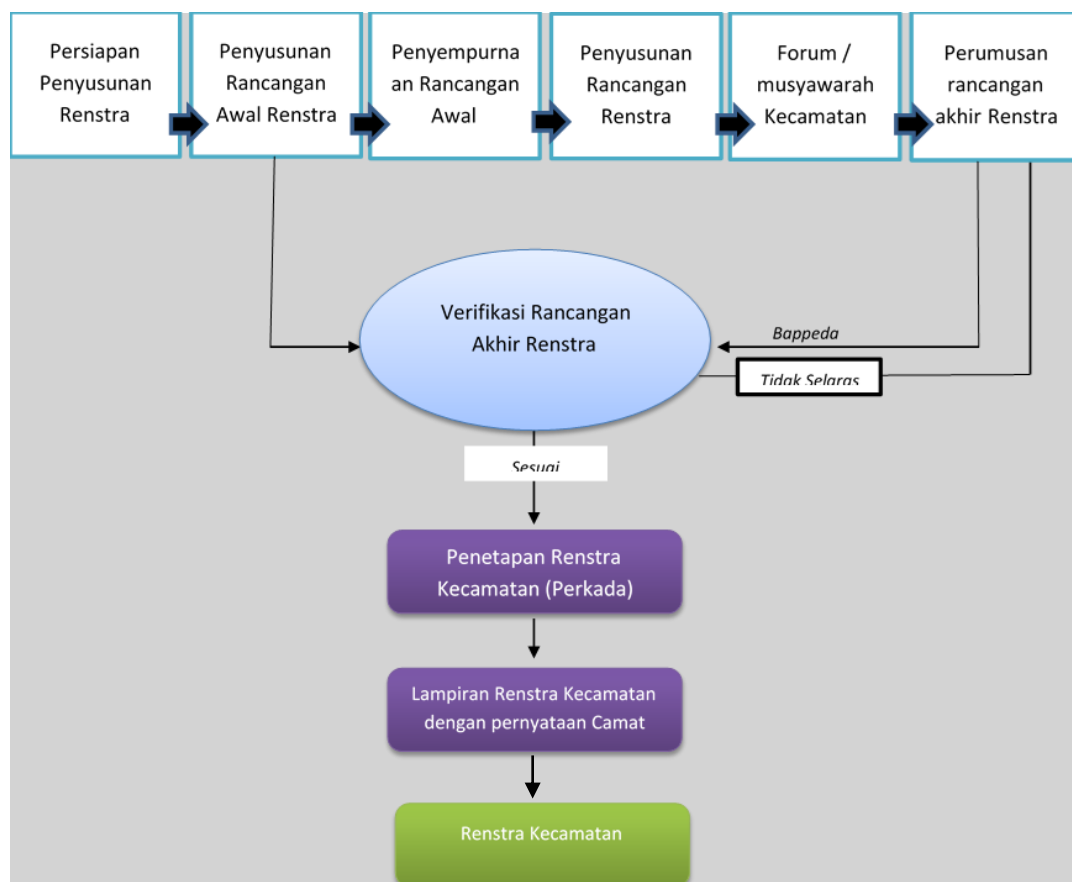 Persiapan
Penyusunan
Renstra
Penyusunan
Rancangan
Awal Renstra
Penyempurna
an Rancangan
Awal
Penyusunan
Rancangan
Renstra
Forum /
musyawarah
Kecamatan
Perumusan
rancangan
akhir Renstra
Verifikasi Rancangan
Akhir Renstra
Bappeda
Tidak Selaras
Sesuai
Penetapan Renstra
Kecamatan (Perkada)
Lampiran Renstra Kecamatan
dengan pernyataan Camat
Renstra Kecamatan